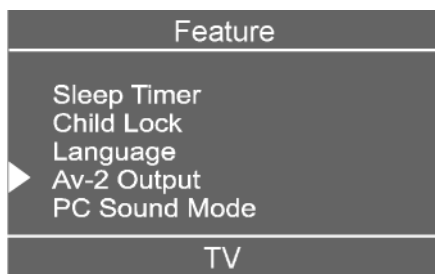 Feature
Sleep Timer
Child Lock
Language
Av-2 Output
PC Sound Mode
TV